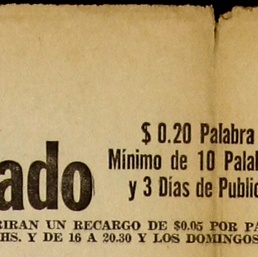 $ 0.20 Palabra
Mínimo de 10 Palab
ado
y 3 Días de Public
RIRAN UN RECARGO DE $0.05 POR PA
HS. Y DE 16 A 20.30 Y LOS DOMINGOS